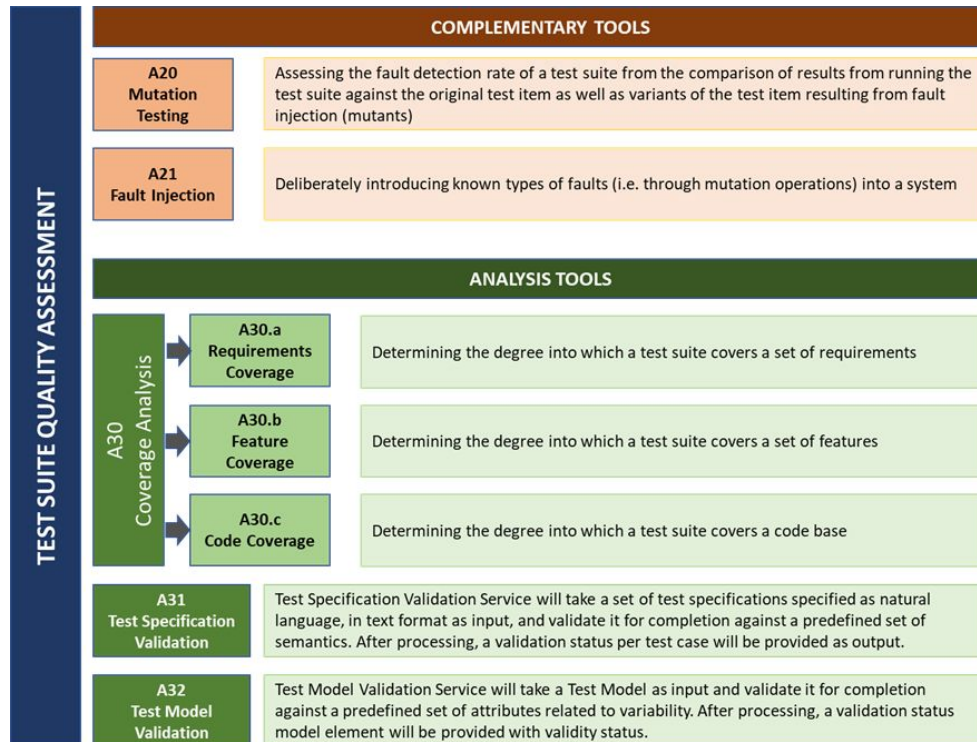 TEST SUITE QUALITY ASSESSMENT
COMPLEMENTARY TOOLS
A20
Mutation
Testing
Assessing the fault detection rate of a test suite from the comparison of results from running the
test suite against the original test item as well as variants of the test item resulting from fault
injection (mutants)
A21
Fault Injection
Deliberately introducing known types of faults (i.e. through mutation operations) into a system
ANALYSIS TOOLS
A30
Coverage Analysis
A30.a
Requirements
Coverage
Determining the degree into which a test suite covers a set of requirements
A30.b
Feature
Coverage
Determining the degree into which a test suite covers a set of features
A30.c
Code Coverage
Determining the degree into which a test suite covers a code base
A31
Test Specification
Validation
Test Specification Validation Service will take a set of test specifications specified as natural
language, in text format as input, and validate it for completion against a predefined set of
semantics. After processing, a validation status per test case will be provided as output.
A32
Test Model
Validation
Test Model Validation Service will take a Test Model as input and validate it for completion
against a predefined set of attributes related to variability. After processing, a validation status
model element will be provided with validity status.